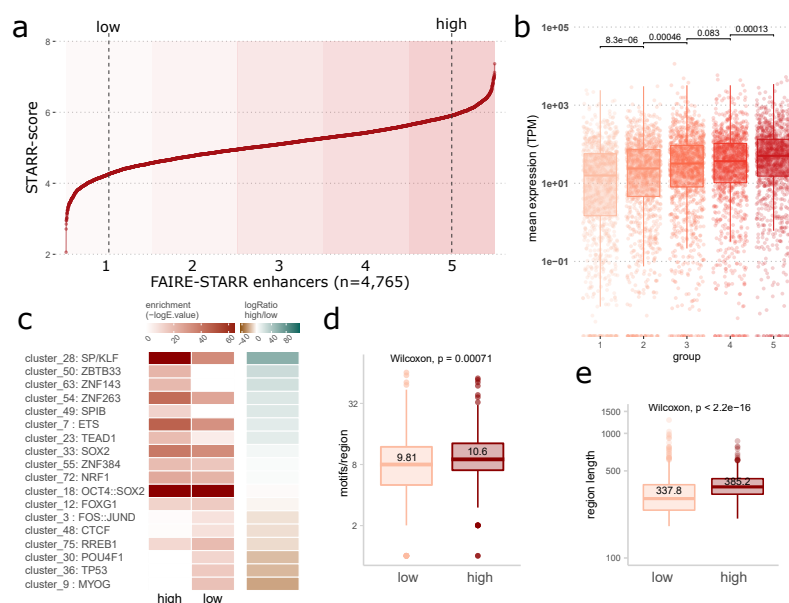 a
low
high
8
6
4
2
STARR-score
1
2
3
4
5
FAIRE-STARR enhancers (n=4,765)
b
1e+05
1e+03
1e+01
1e−01
mean expression (TPM)
8.3e−06
0.00046
0.083
0.00013
1
2
3
4
5
group
c
enrichment
(−logE.value)
0
20
40
60
logRatio
high/low
−40
−20
0
20
cluster_28: SP/KLF
cluster_50: ZBTB33
cluster_63: ZNF143
cluster_54: ZNF263
cluster_49: SPIB
cluster_7 : ETS
cluster_23: TEAD1
cluster_33: SOX2
cluster_55: ZNF384
cluster_72: NRF1
cluster_18: OCT4::SOX2
cluster_12: FOXG1
cluster_3 : FOS::JUND
cluster_48: CTCF
cluster_75: RREB1
cluster_30: POU4F1
cluster_36: TP53
cluster_9 : MYOG
high
low
d
Wilcoxon, p = 0.00071
32
8
2
motifs/region
9.81
10.6
low
high
e
Wilcoxon, p < 2.2e−16
1500
500
100
region length
337.8
385.2
low
high